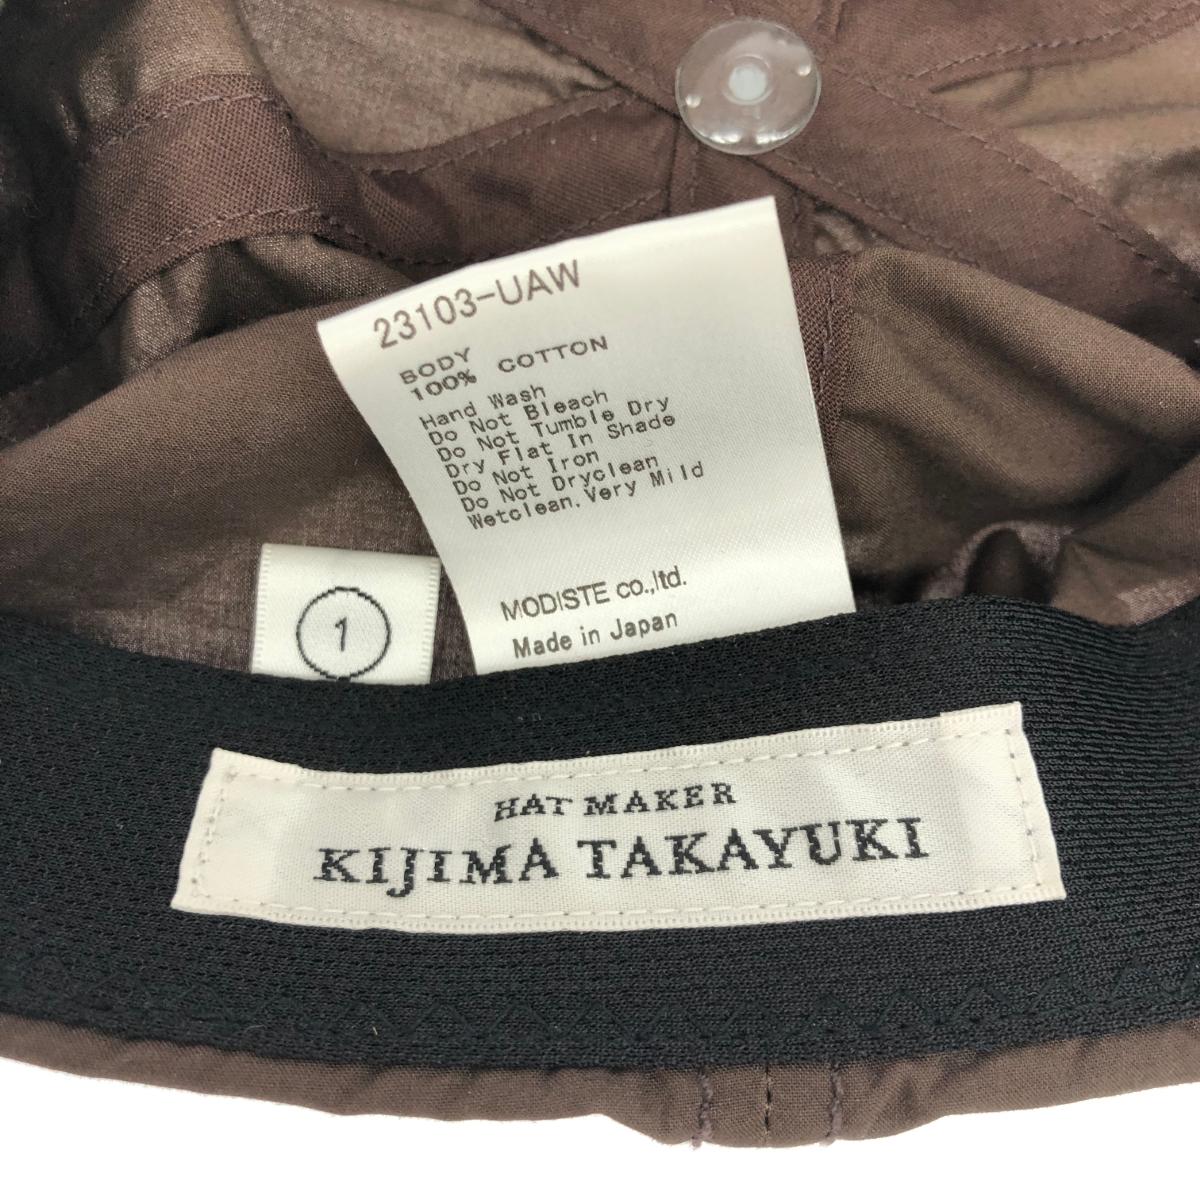 23103-UAW
BODY
100% COTTON
Hand Wash
Do Not Bleach
Do Not Tumble Dry
Dry Flat In Shade
Do Not Iron
Do Not Dryclean
Wetclean.Very Mild
MODISTE co.,ltd.
Made in Japan
1
HAT MAKER
KIJIMA TAKAYUKI